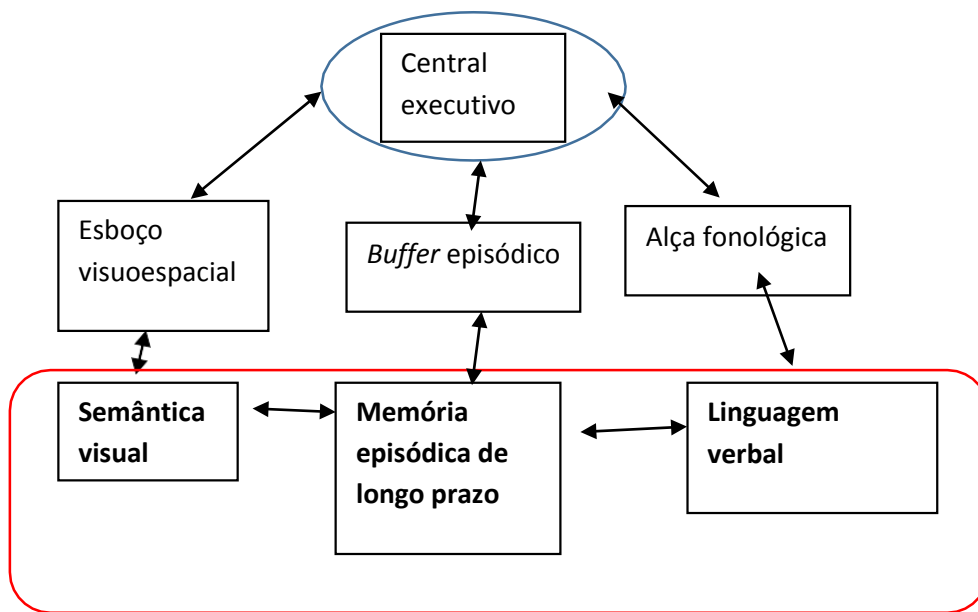 Central
executivo
Esboço
visuoespacial
Buffer episódico
Alça fonológica
Semântica
visual
Memória
episódica de
longo prazo
Linguagem
verbal